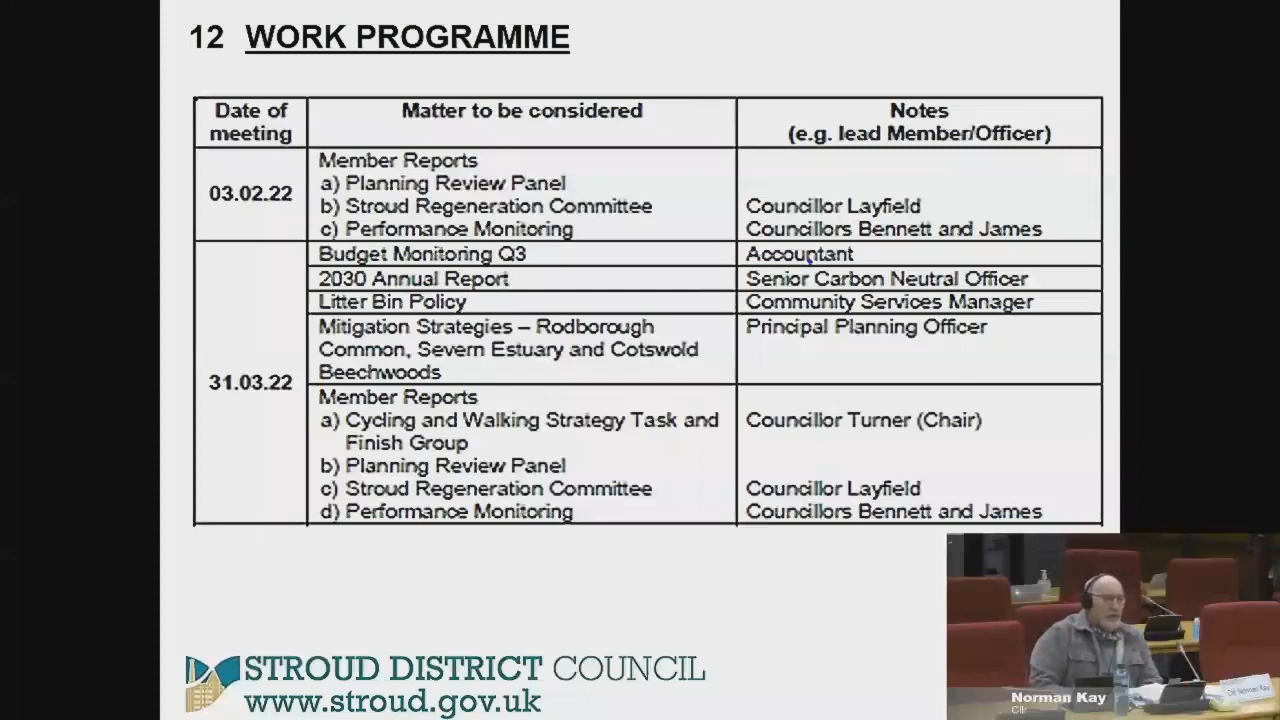 12 WORK PROGRAMME
Date of meeting
Matter to be considered
Notes
(e.g. lead Member/Officer)
03.02.22
Member Reports
a) Planning Review Panel
b) Stroud Regeneration Committee
Councillor Layfield
c) Performance Monitoring
Councillors Bennett and James
31.03.22
Budget Monitoring Q3
Accountant
2030 Annual Report
Senior Carbon Neutral Officer
Litter Bin Policy
Community Services Manager
Mitigation Strategies – Rodborough
Common, Severn Estuary and Cotswold
Beechwoods
Principal Planning Officer
Member Reports
a) Cycling and Walking Strategy Task and
Finish Group
Councillor Turner (Chair)
b) Planning Review Panel
c) Stroud Regeneration Committee
Councillor Layfield
d) Performance Monitoring
Councillors Bennett and James
STROUD DISTRICT COUNCIL
www.stroud.gov.uk
Norman Kay
Cllr
Cllr Norman Kay